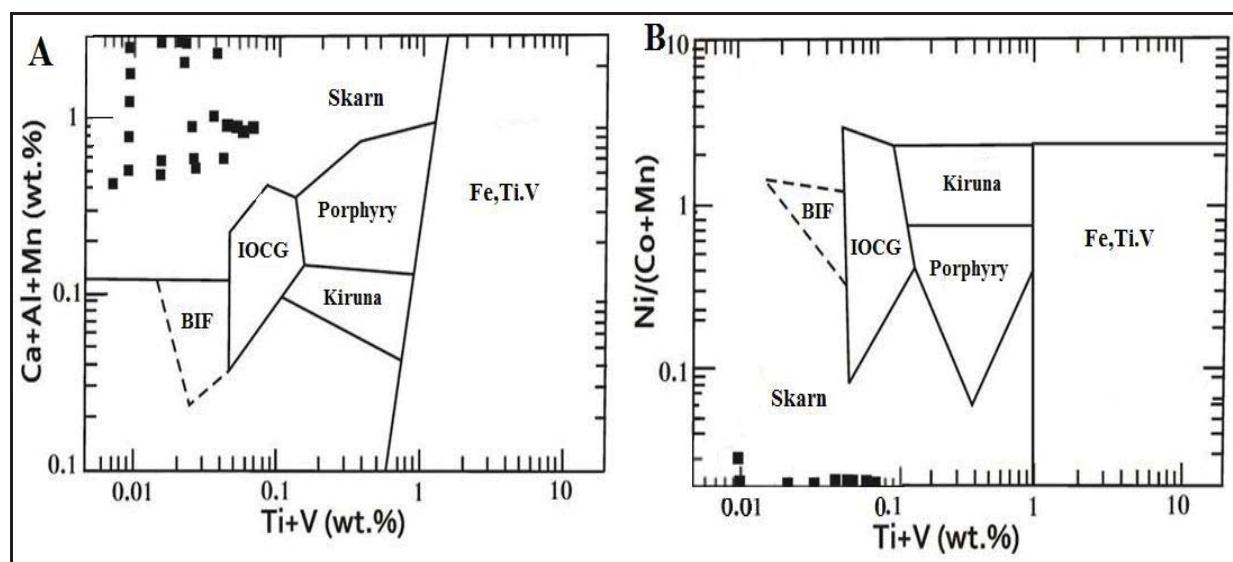 A
Ca+Al+Mn (wt.%)
1
0.1
0.1
Skarn
Porphyry
Fe,Ti.V
IOCG
Kiruna
BIF
0.01
0.1
1
10
Ti+V (wt.%)
B
Ni/(Co+Mn)
10
1
0.1
Kiruna
BIF
IOCG
Fe,Ti.V
Porphyry
Skarn
0.01
0.1
1
10
Ti+V (wt.%)